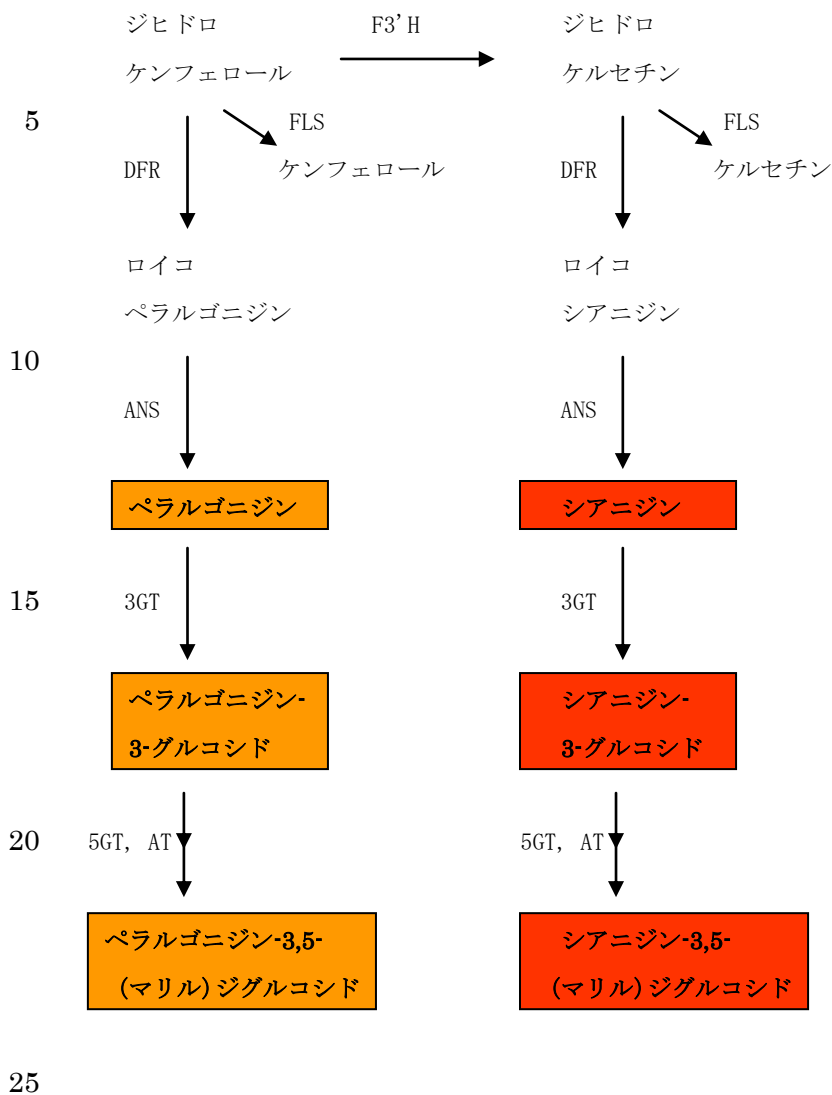 ジヒドロ F3'H ジヒドロ
ケンフェロール ケルセチン
5 FLS FLS
DFR ケンフェロール DFR ケルセチン
ロイコ ロイコ
ペラルゴニジン シアニジン
10
ANS ANS
ペラルゴニジン シアニジン
15 3GT 3GT
ペラルゴニジン- シアニジン-
3-グルコシド 3-グルコシド
20 5GT, AT 5GT, AT
ペラルゴニジン-3,5- シアニジン-3,5-
(マリル)ジグルコシド (マリル)ジグルコシド
25